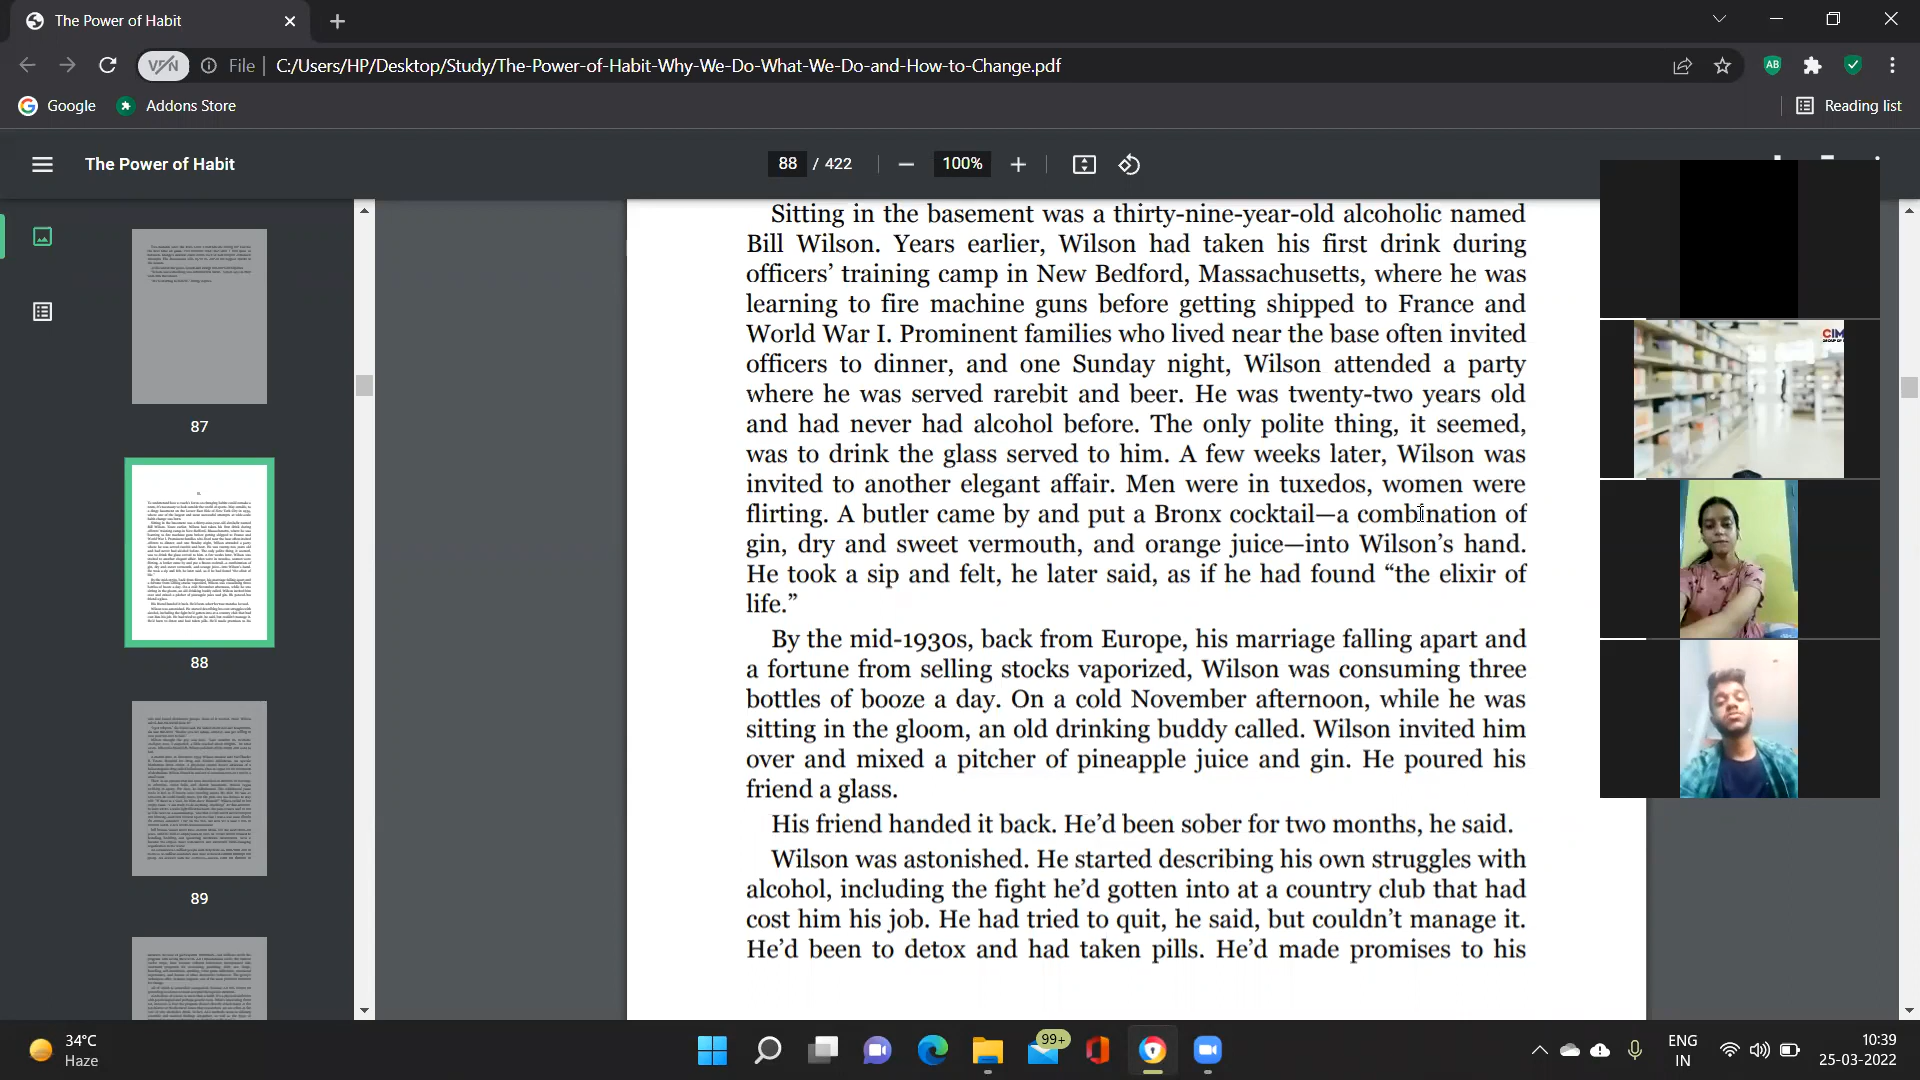 The Power of Habit
VPN
File
C:/Users/HP/Desktop/Study/The-Power-of-Habit-Why-We-Do-What-We-Do-and-How-to-Change.pdf
AB
Google
Addons Store
Reading list
The Power of Habit
88 / 422
100%
Sitting in the basement was a thirty-nine-year-old alcoholic named
Bill Wilson. Years earlier, Wilson had taken his first drink during
officers’ training camp in New Bedford, Massachusetts, where he was
learning to fire machine guns before getting shipped to France and
World War I. Prominent families who lived near the base often invited
officers to dinner, and one Sunday night, Wilson attended a party
where he was served rarebit and beer. He was twenty-two years old
and had never had alcohol before. The only polite thing, it seemed,
was to drink the glass served to him. A few weeks later, Wilson was
invited to another elegant affair. Men were in tuxedos, women were
flirting. A butler came by and put a Bronx cocktail—a combination of
gin, dry and sweet vermouth, and orange juice—into Wilson’s hand.
He took a sip and felt, he later said, as if he had found “the elixir of
life.”
By the mid-1930s, back from Europe, his marriage falling apart and
a fortune from selling stocks vaporized, Wilson was consuming three
bottles of booze a day. On a cold November afternoon, while he was
sitting in the gloom, an old drinking buddy called. Wilson invited him
over and mixed a pitcher of pineapple juice and gin. He poured his
friend a glass.
His friend handed it back. He’d been sober for two months, he said.
Wilson was astonished. He started describing his own struggles with
alcohol, including the fight he’d gotten into at a country club that had
cost him his job. He had tried to quit, he said, but couldn’t manage it.
He’d been to detox and had taken pills. He’d made promises to his
87
88
89
CIM
34°C
Haze
99+
ENG
IN
10:39
25-03-2022